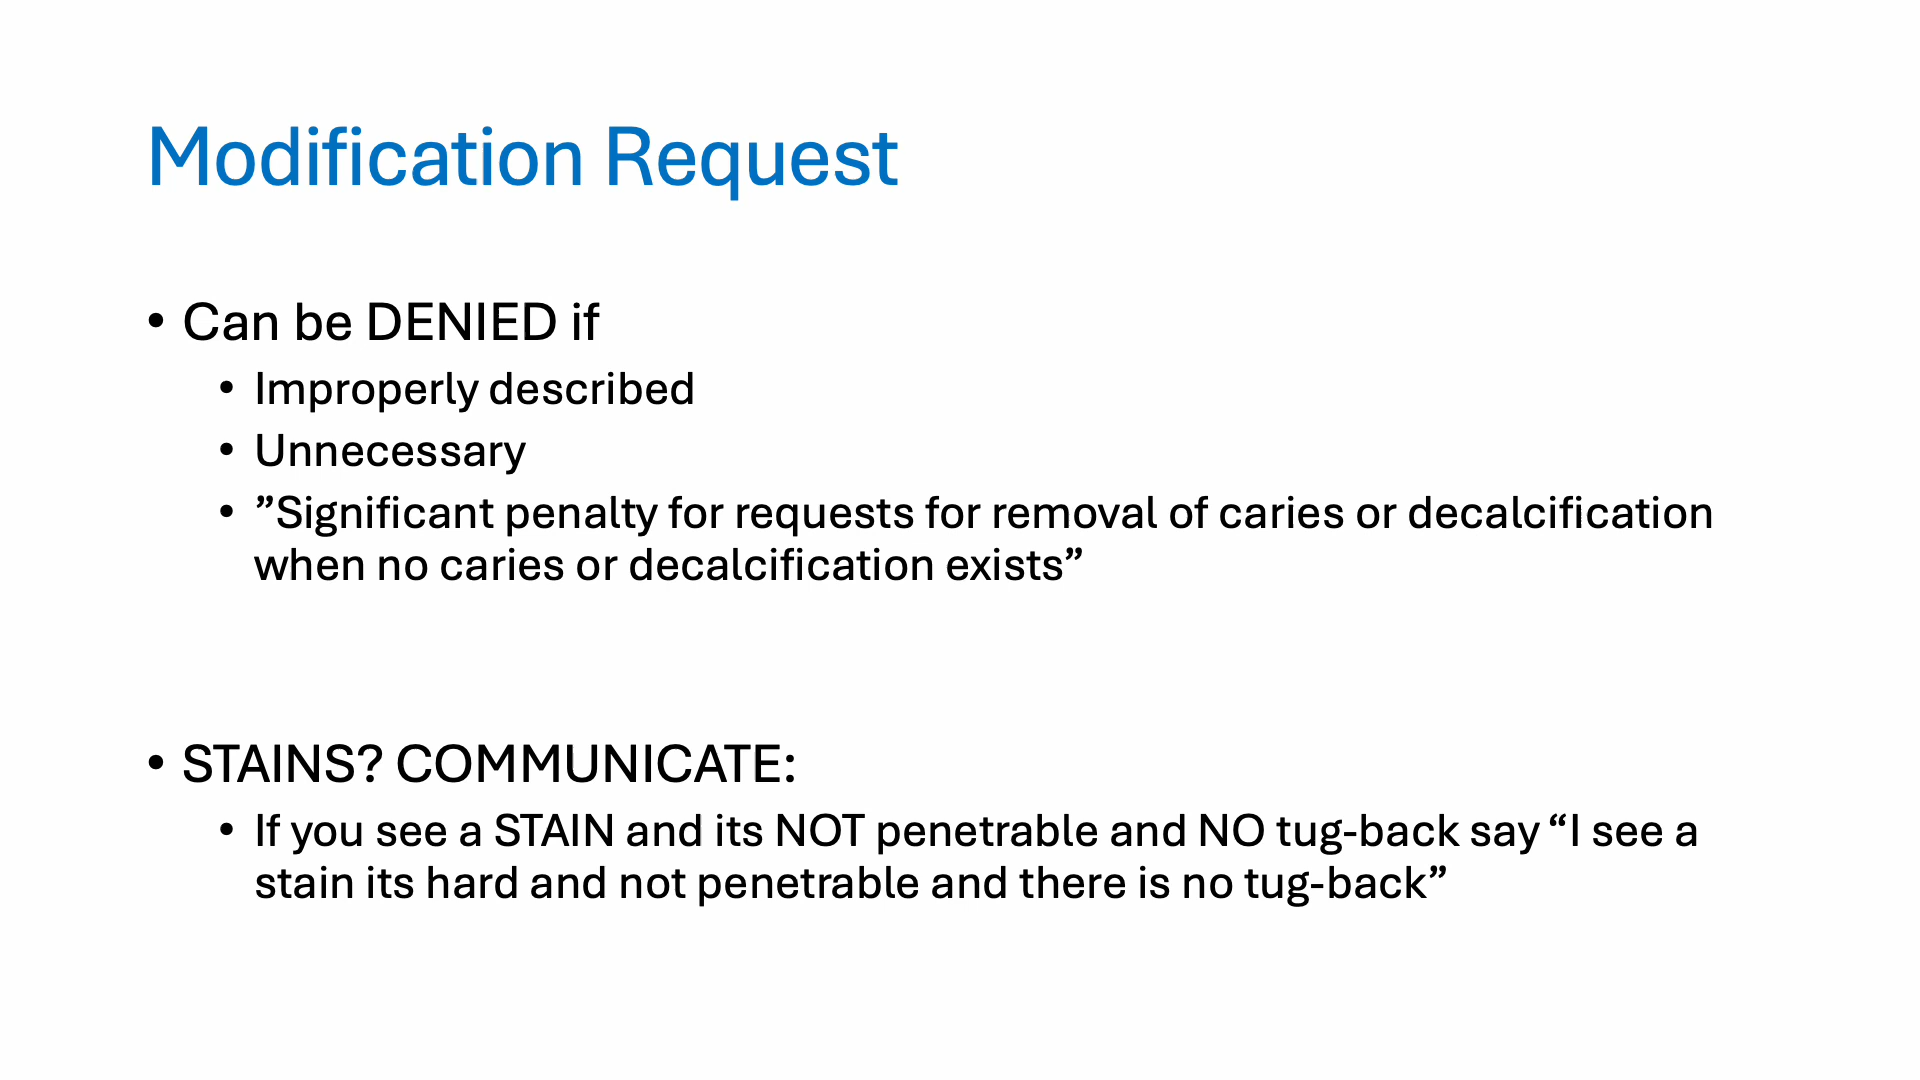 Modification Request
• Can be DENIED if
• Improperly described
• Unnecessary
• ”Significant penalty for requests for removal of caries or decalcification
when no caries or decalcification exists”
• STAINS? COMMUNICATE:
• If you see a STAIN and its NOT penetrable and NO tug-back say “I see a
stain its hard and not penetrable and there is no tug-back”